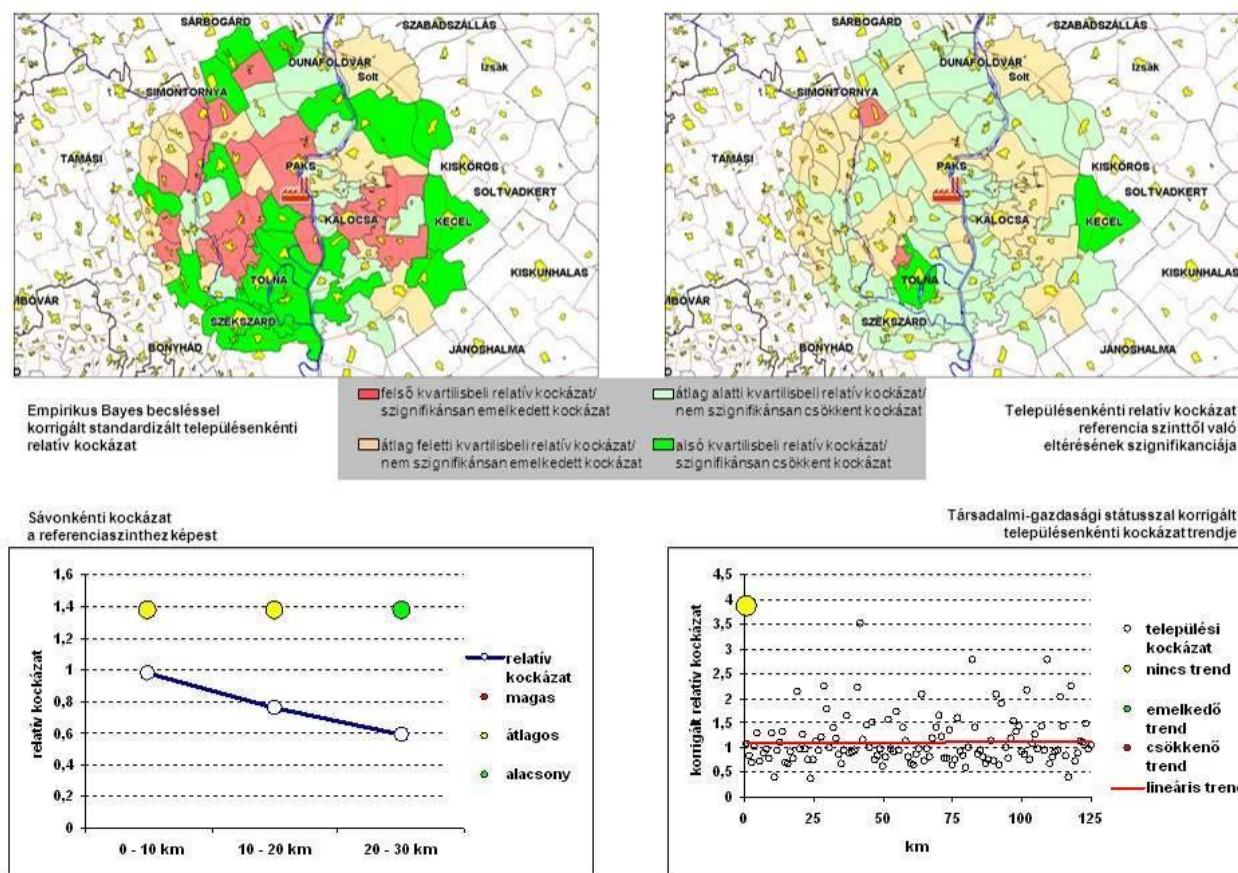 SÁRBOGÁRD
SZABADSZÁLLÁS
DUNAFÖLDVÁR
Izsák
Solt
SIMONTORNYA
TAMÁSI
PAKS
KISKŐRÖS
SOLTVADKERT
KALOCSA
KECEL
TOLNA
KISKUNHALAS
MBÓVÁR
SZEKSZÁRD
BONYHÁD
JÁNOSHALMA
SÁRBOGÁRD
SZABADSZÁLLÁS
DUNAFÖLDVÁR
Izsák
Solt
SIMONTORNYA
TAMÁSI
PAKS
KISKŐRÖS
SOLTVADKERT
KALOCSA
KECEL
TOLNA
KISKUNHALAS
MBÓVÁR
SZEKSZÁRD
BONYHÁD
JÁNOSHALMA
Empirikus Bayes becsléssel
korrigált standardizált településenkénti
relatív kockázat
felső kvartilisbeli relatív kockázat/
szignifikánsan emelkedett kockázat
átlag feletti kvartilisbeli relatív kockázat/
nem szignifikánsan emelkedett kockázat
átlag alatti kvartilisbeli relatív kockázat/
nem szignifikánsan csökkent kockázat
alsó kvartilisbeli relatív kockázat/
szignifikánsan csökkent kockázat
Településenkénti relatív kockázat
referencia szinttől való
eltérésének szignifikanciája
Sávonkénti kockázat
a referenciaszinthez képest
relatív kockázat
1,6
1,4
1,2
1
0,8
0,6
0,4
0,2
0
0 - 10 km
10 - 20 km
20 - 30 km
relatív
kockázat
magas
átlagos
alacsony
Társadalmi-gazdasági státusszal korrigált
településenkénti kockázat trendje
korrigált relatív kockázat
4,5
4
3,5
3
2,5
2
1,5
1
0,5
0
0
25
50
75
100
125
km
települési
kockázat
nincs trend
emelkedő
trend
csökkenő
trend
lineáris trend